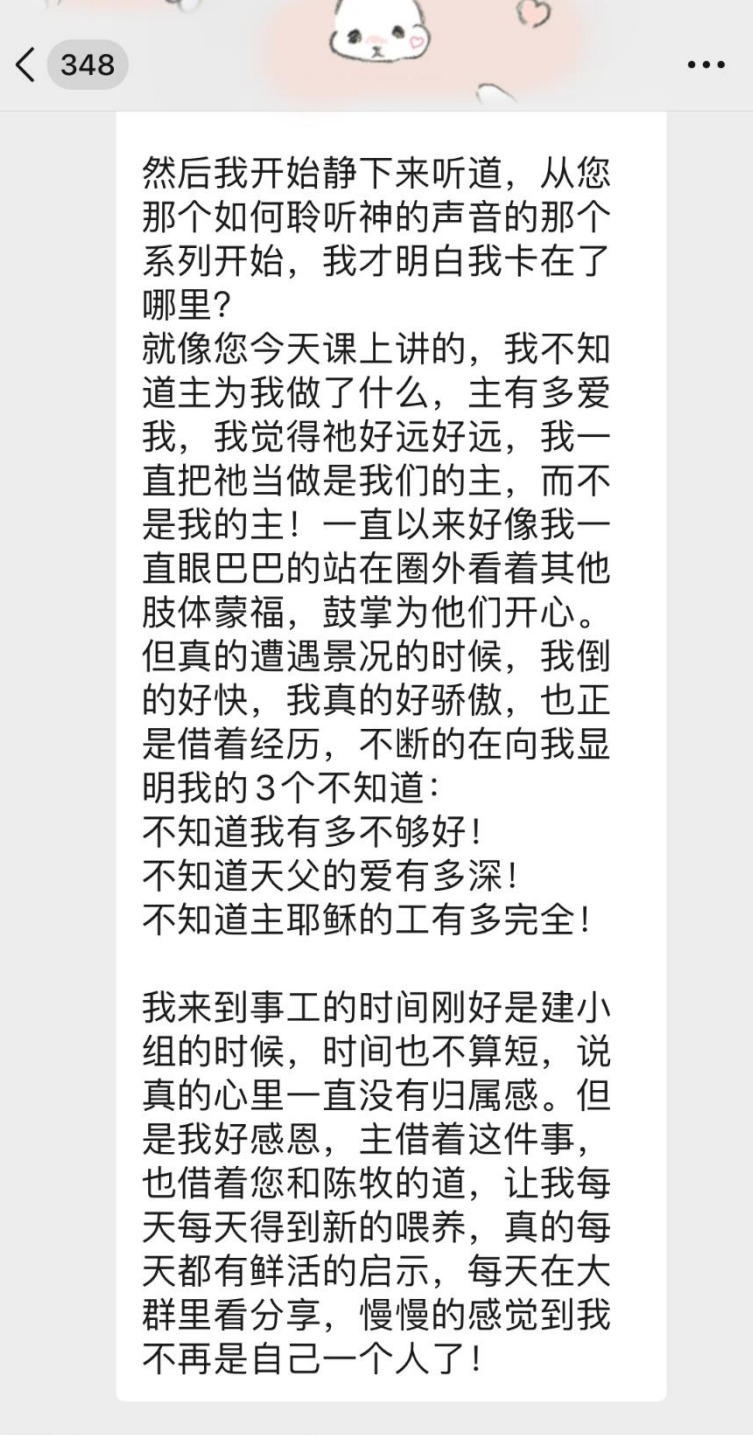 348
然后我开始静下来听道，从您
那个如何聆听神的声音的那个
系列开始，我才明白我卡在了
哪里？
就像您今天课上讲的，我不知
道主为我做了什么，主有多爱
我，我觉得祂好远好远，我一
直把祂当做是我们的主，而不
是我的主！一直以来好像我一
直眼巴巴的站在圈外看着其他
肢体蒙福，鼓掌为他们开心。
但真的遭遇景况的时候，我倒
的好快，我真的好骄傲，也正
是借着经历，不断的在向我显
明我的3个不知道：
不知道我有多不够好！
不知道天父的爱有多深！
不知道主耶稣的工有多完全！
我来到事工的时间刚好是建小
组的时候，时间也不算短，说
真的心里一直没有归属感。但
是我好感恩，主借着这件事，
也借着您和陈牧的道，让我每
天每天得到新的喂养，真的每
天都有鲜活的启示，每天在大
群里看分享，慢慢的感觉到我
不再是自己一个人了！